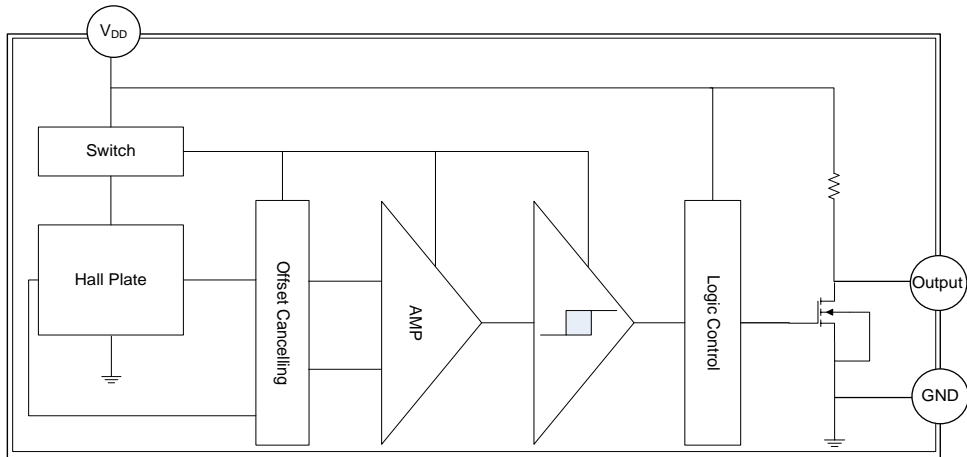 VDD
Switch
Hall Plate
Offset Cancelling
AMP
Logic Control
Output
GND